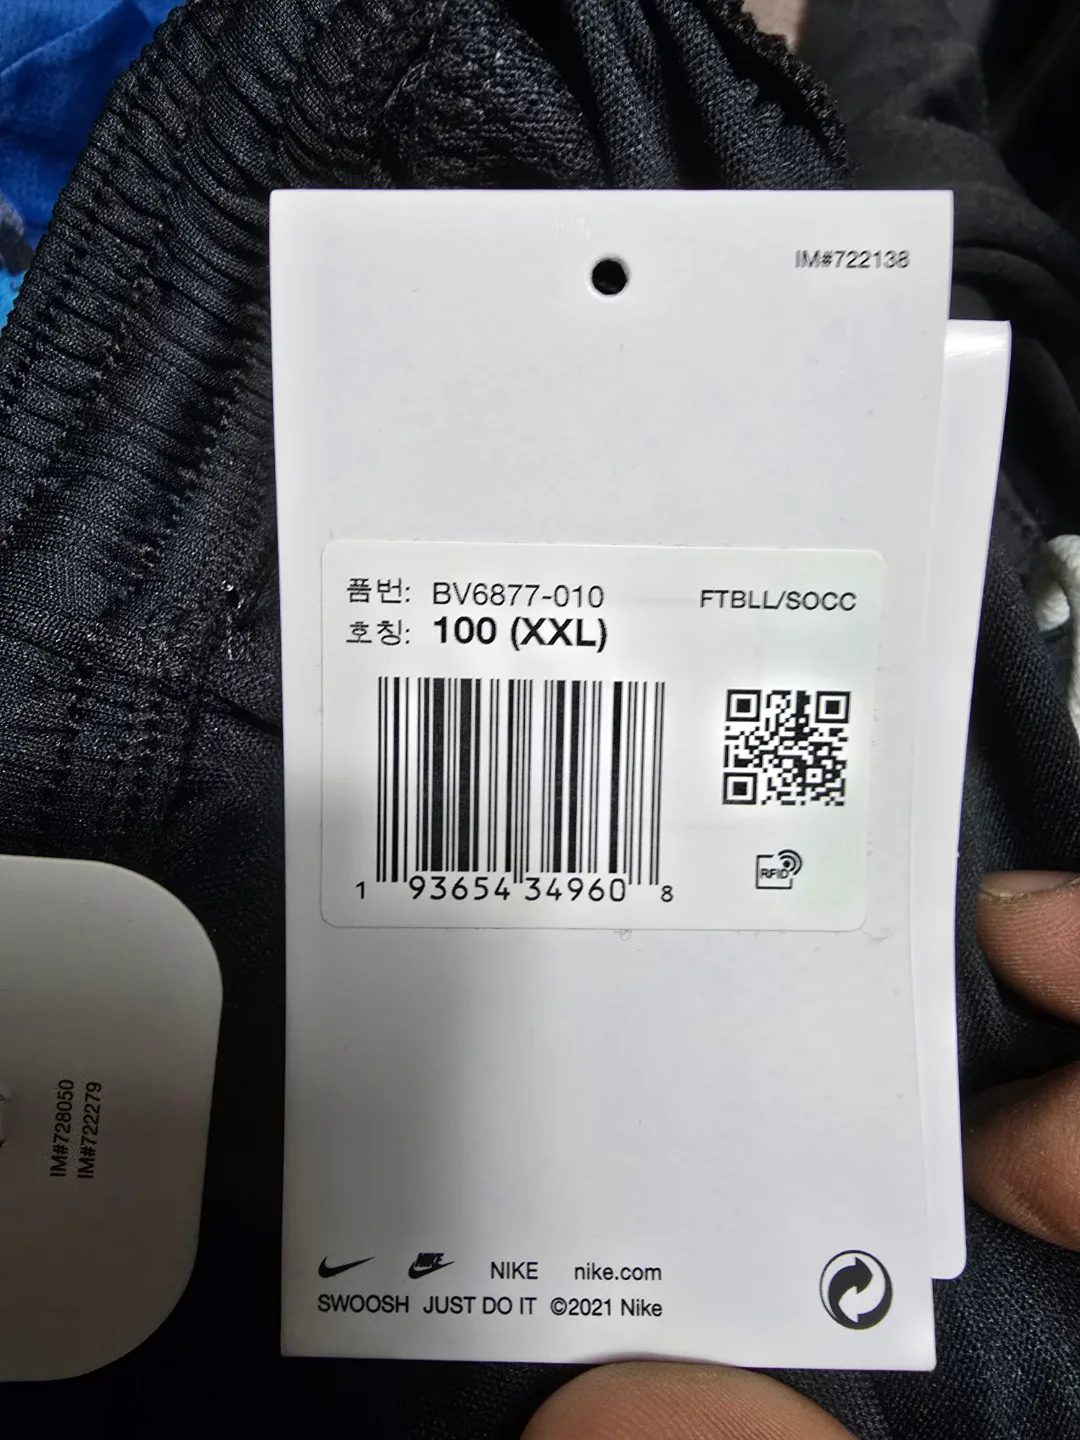 IM#722138
품번: BV6877-010 FTBLL/SOCC
호칭: 100 (XXL)
1 93654 34960 8
RFID
IM#728050
IM#722279
NIKE NIKE nike.com
SWOOSH JUST DO IT ©2021 Nike